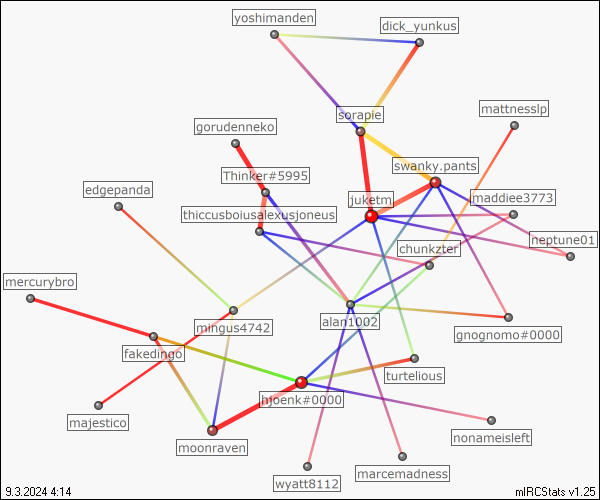 yoshimanden
dick_yunkus
mattnesslp
sorapie
gorudenneko
swanky.pants
Thinker#5995
edgepanda
maddiee3773
juketm
thiccusboiusalexusjoneus
neptune01
chunkzter
mercurybro
mingus4742
alan1002
gnognomo#0000
fakedingo
turtelious
hjoenk#0000
majestico
nonameisleft
moonraven
marcemadness
wyatt8112
9.3.2024 4:14
mIRCStats v1.25